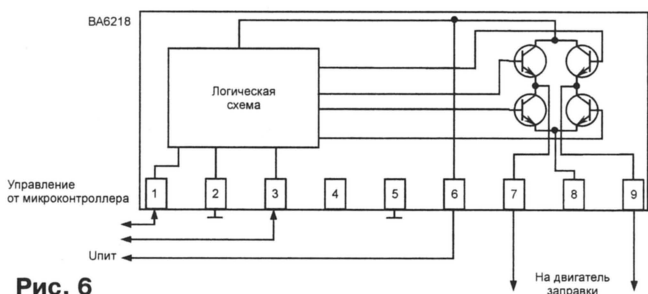 BA6218
Логическая
схема
1 2 3 4 5 6 7 8 9
Управление
от микроконтроллера
Uпит
Рис. 6
На двигатель
заправки